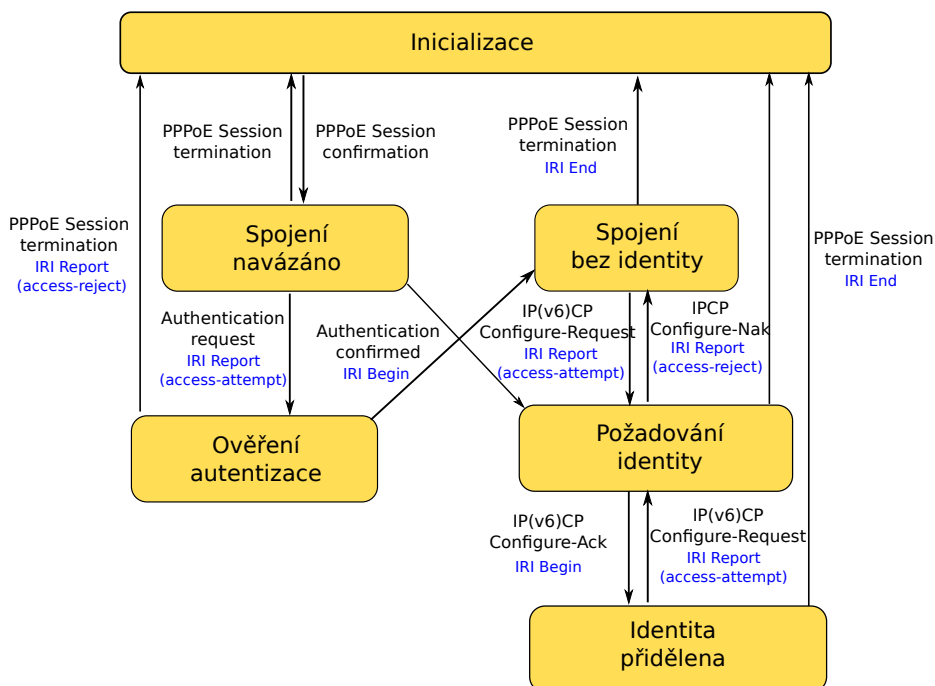 Inicializace
PPPoE Session
termination
PPPoE Session
confirmation
PPPoE Session
termination
IRI End
PPPoE Session
termination
IRI Report
(access-reject)
Spojení
navázáno
Spojení
bez identity
PPPoE Session
termination
IRI End
Authentication
request
IRI Report
(access-attempt)
Authentication
confirmed
IRI Begin
IP(v6)CP
Configure-Request
IRI Report
(access-attempt)
IPCP
Configure-Nak
IRI Report
(access-reject)
Ověření
autentizace
Požadování
identity
IP(v6)CP
Configure-Ack
IRI Begin
IP(v6)CP
Configure-Request
IRI Report
(access-attempt)
Identita
přidělena